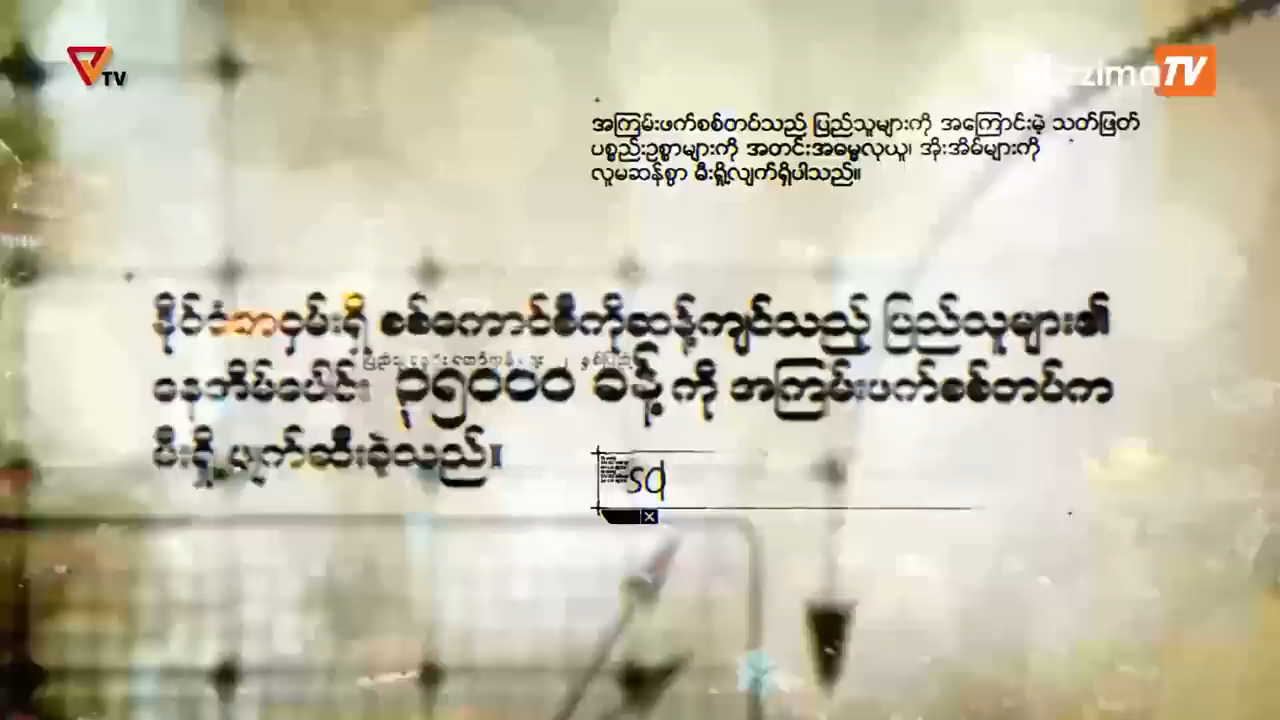 TV
TV
အကြမ်းဖက်စစ်တပ်သည် ပြည်သူများကို အကြောင်းမဲ့ သတ်ဖြတ်
ပစ္စည်းဥစ္စာများကို အတင်းအဓမ္မလုယူ၊ အိုးအိမ်များကို
လူမဆန်စွာ မီးရှို့လျက်ရှိပါသည်။
နိုင်ငံတဝှမ်းရှိ စစ်ကောင်စီကိုဆန့်ကျင်သည့် ပြည်သူများ၏
နေအိမ်ပေါင်း ၃၅၀၀၀ ခန့်ကို အကြမ်းဖက်စစ်တပ်က
မီးရှို့ဖျက်ဆီးခဲ့သည်။